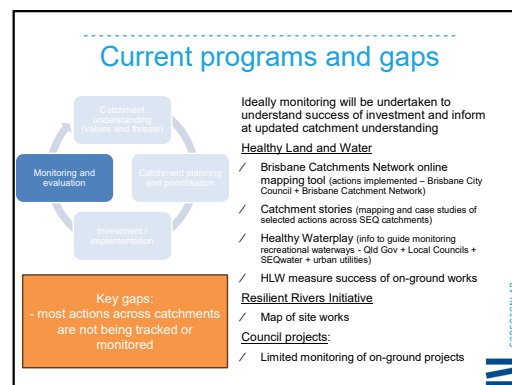 Current programs and gaps
Catchment
understanding
(values and threats)
Monitoring and
evaluation
Catchment planning
and prioritisation
Investment /
implementation
Key gaps:
- most actions across catchments
are not being tracked or
monitored
Ideally monitoring will be undertaken to
understand success of investment and inform
at updated catchment understanding
Healthy Land and Water
⁄ Brisbane Catchments Network online
mapping tool (actions implemented – Brisbane City
Council + Brisbane Catchment Network)
⁄ Catchment stories (mapping and case studies of
selected actions across SEQ catchments)
⁄ Healthy Waterplay (info to guide monitoring
recreational waterways - Qld Gov + Local Councils +
SEQwater + urban utilities)
⁄ HLW measure success of on-ground works
Resilient Rivers Initiative
⁄ Map of site works
Council projects:
⁄ Limited monitoring of on-ground projects